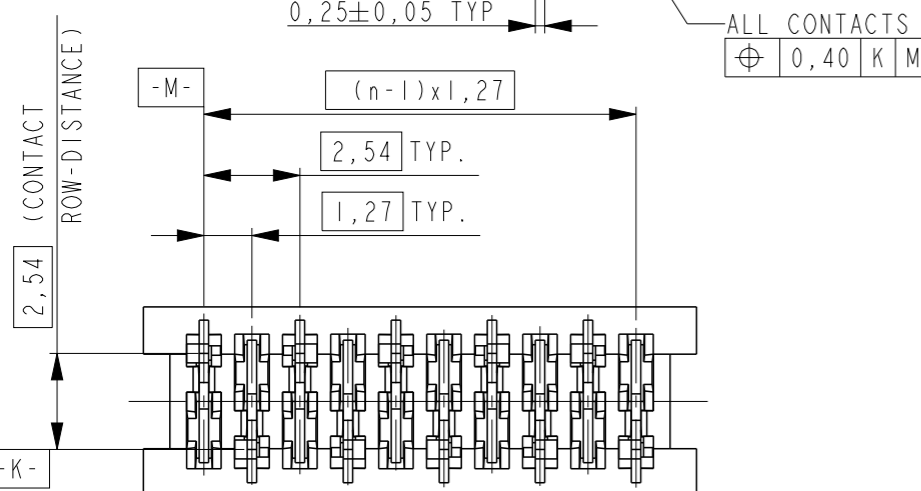 0,25±0,05 TYP
ALL CONTACTS
⌖ 0,40 K M
-M-
(n-1)x1,27
2,54 TYP.
1,27 TYP.
2,54 (CONTACT
ROW-DISTANCE)
-K-